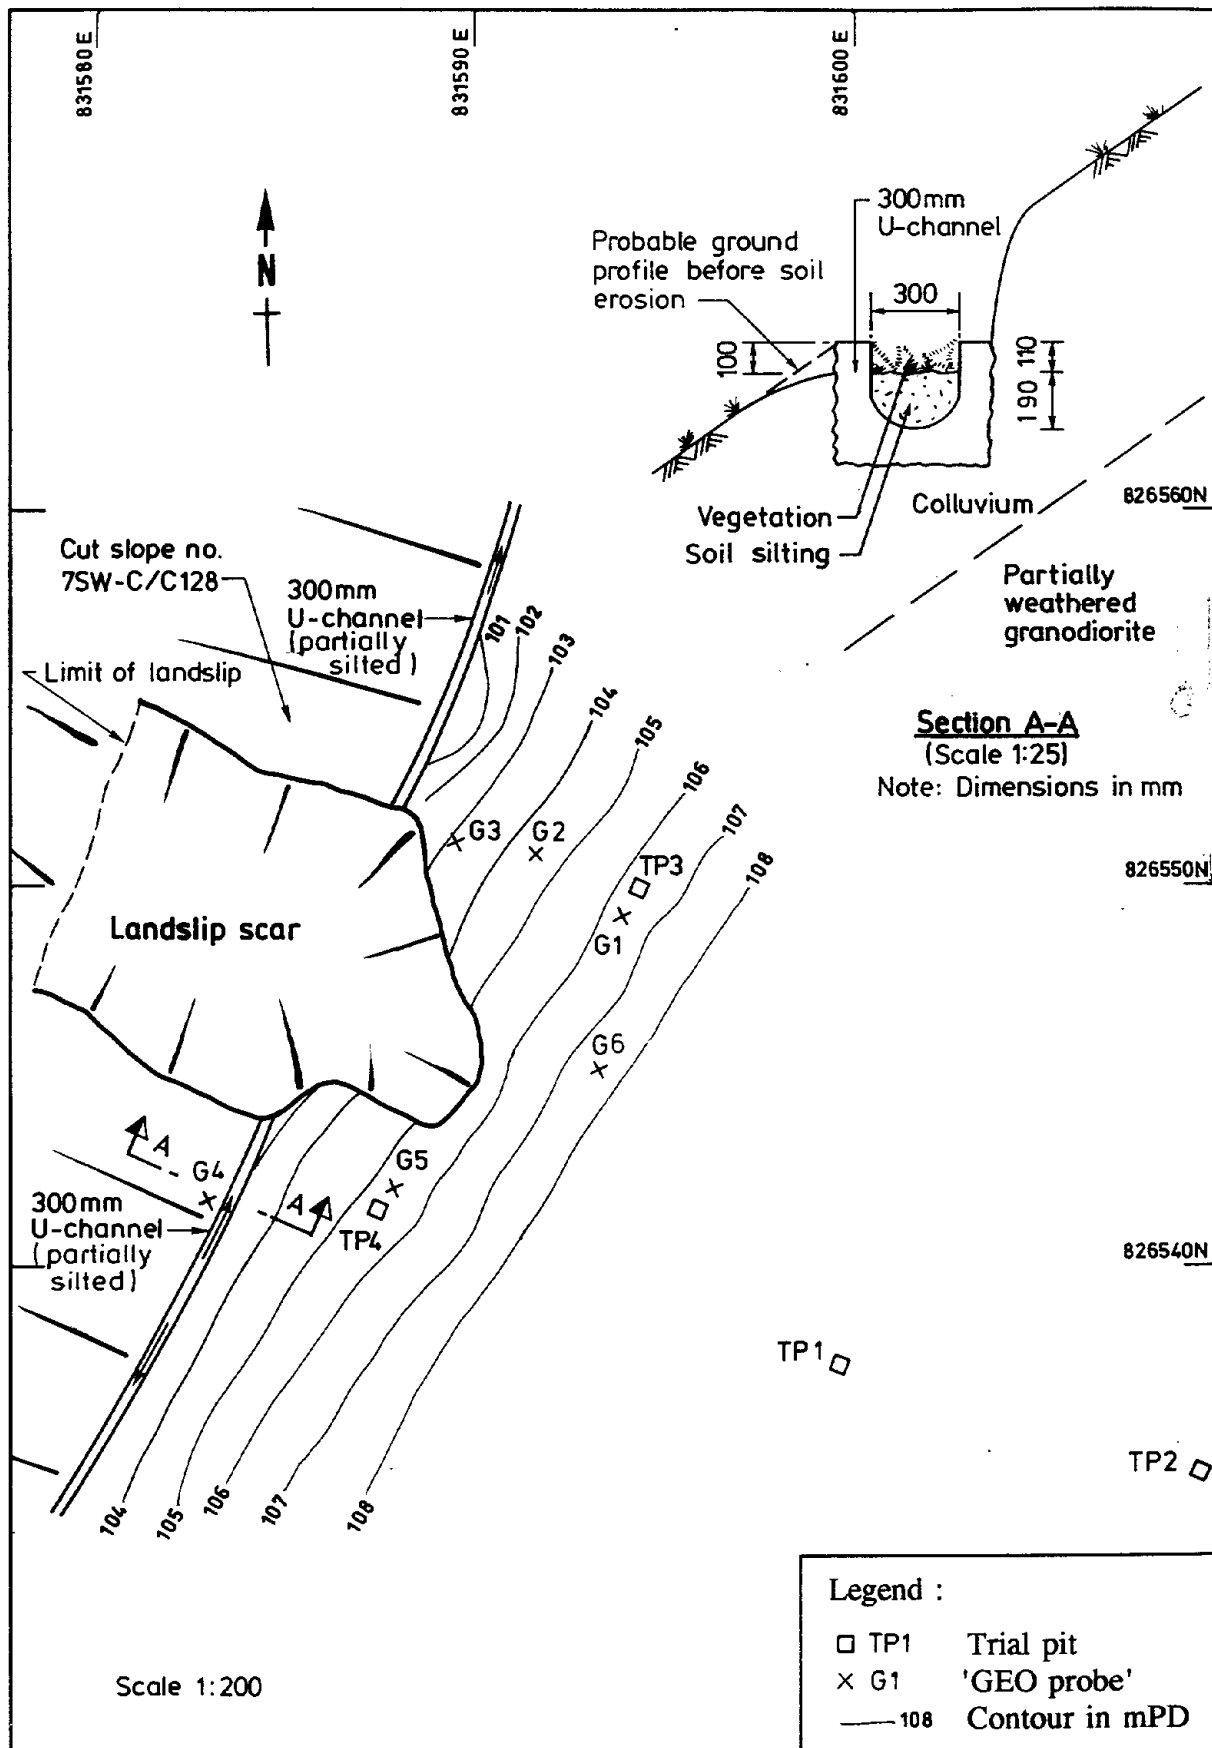 831580E
831590E
831600E
N
300mm
U-channel
Probable ground
profile before soil
erosion
300
100
110
190
Vegetation
Soil silting
Colluvium
826560N
Partially
weathered
granodiorite
Section A-A
(Scale 1:25)
Note: Dimensions in mm
Cut slope no.
7SW-C/C128
300mm
U-channel
(partially
silted)
Limit of landslip
101
102
103
104
105
106
107
108
G3
G2
TP3
G1
826550N
Landslip scar
G6
A
G4
G5
A
TP4
300mm
U-channel
(partially
silted)
826540N
TP1
TP2
104
105
106
107
108
Scale 1:200
Legend :
TP1 Trial pit
G1 'GEO probe'
108 Contour in mPD